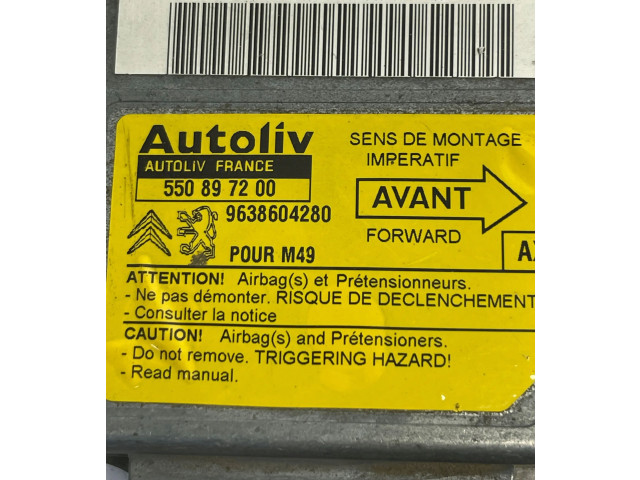 Autoliv
AUTOLIV FRANCE
550 89 72 00
9638604280
POUR M49
SENS DE MONTAGE
IMPERATIF
AVANT
FORWARD
ATTENTION! Airbag(s) et Prétensionneurs.
- Ne pas démonter. RISQUE DE DECLENCHEMENT
- Consulter la notice
CAUTION! Airbag(s) and Prétensioners.
- Do not remove. TRIGGERING HAZARD!
- Read manual.